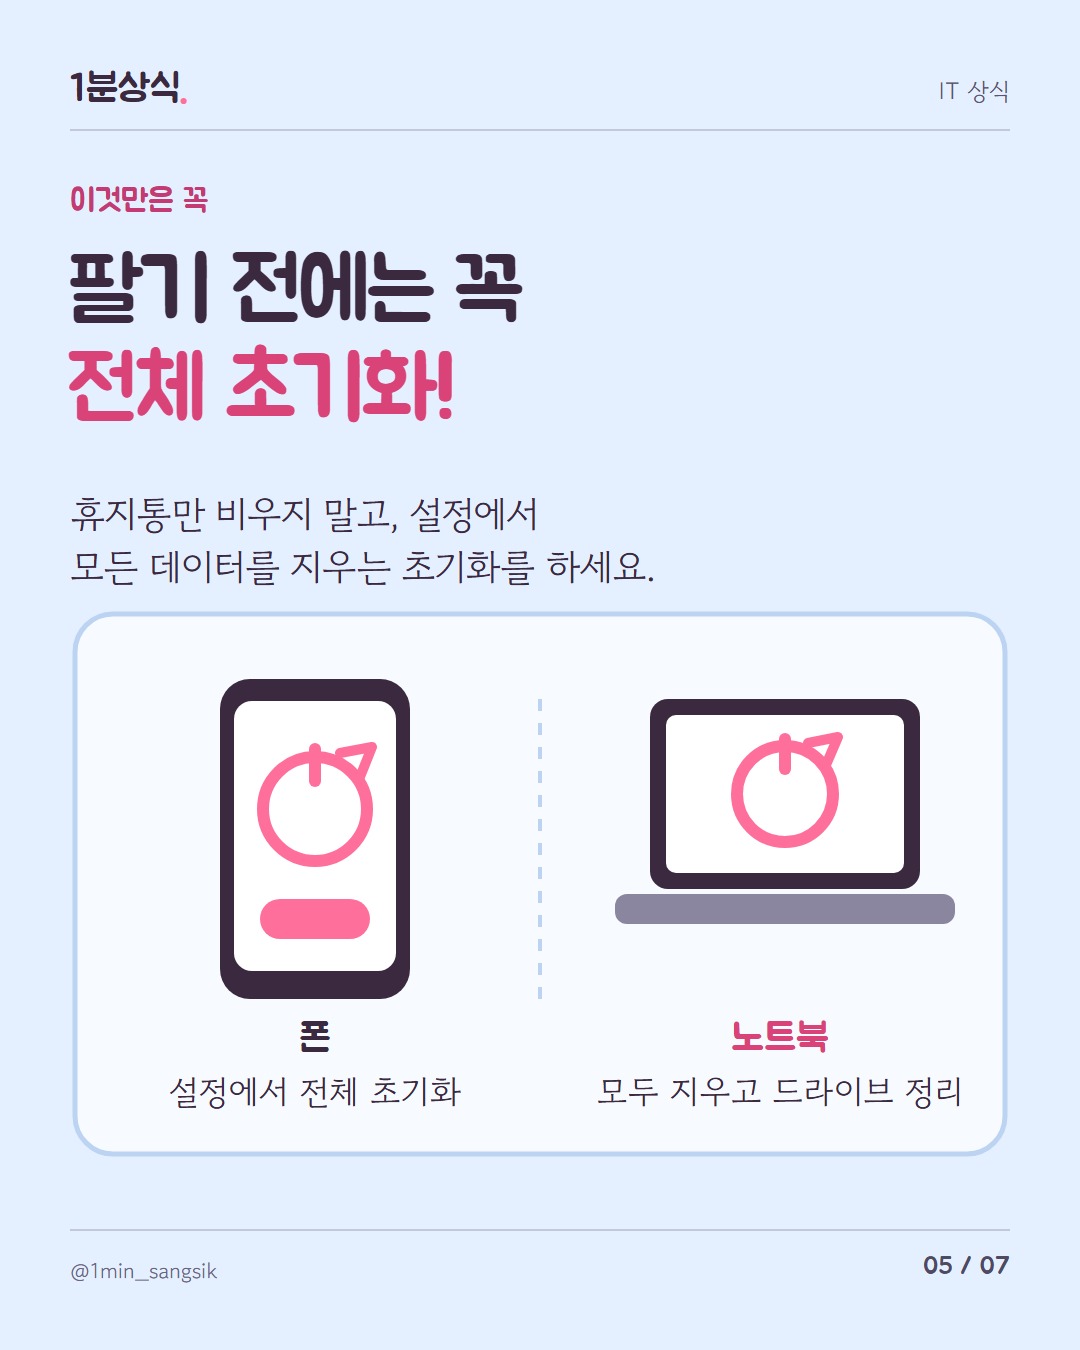 1분상식.
IT 상식
이것만은 꼭
팔기 전에는 꼭
전체 초기화!
휴지통만 비우지 말고, 설정에서
모든 데이터를 지우는 초기화를 하세요.
폰
설정에서 전체 초기화
노트북
모두 지우고 드라이브 정리
@1min_sangsik
05 / 07